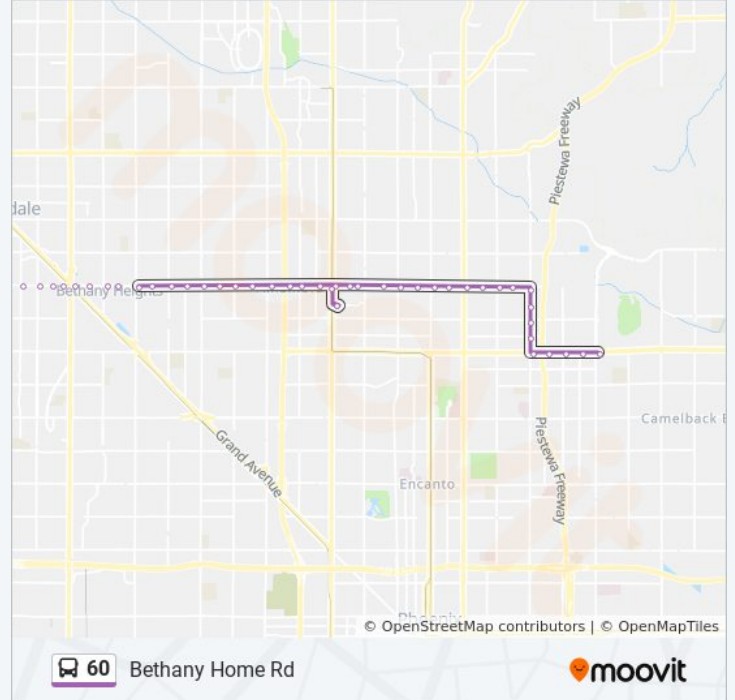 Piestewa Freeway
dale
Bethany Heights
Camelback E
Grand Avenue
Piestewa Freeway
Encanto
Phoenix
© OpenStreetMap contributors | © OpenMapTiles
60 Bethany Home Rd
moovit